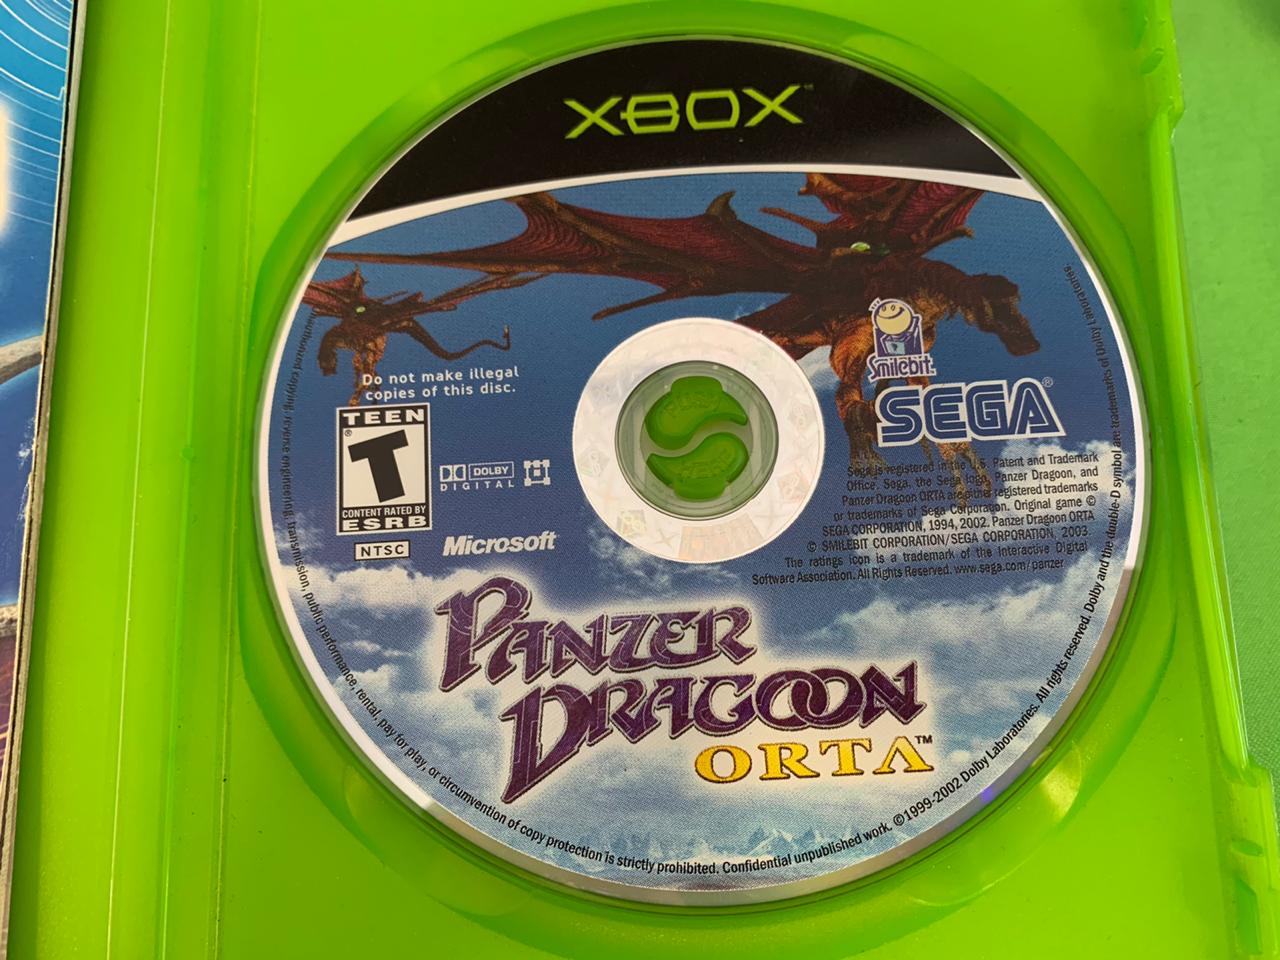 XBOX™
Do not make illegal
copies of this disc.
TEEN
T
®
CONTENT RATED BY
ESRB
NTSC
DOLBY
DIGITAL
Microsoft
Smilebit.
SEGA®
Sega is registered in the U.S. Patent and Trademark
Office. Sega, the Sega logo, Panzer Dragoon, and
Panzer Dragoon ORTA are either registered trademarks
or trademarks of Sega Corporation. Original game ©
SEGA CORPORATION, 1994, 2002. Panzer Dragoon ORTA
© SMILEBIT CORPORATION/SEGA CORPORATION, 2003.
The ratings icon is a trademark of the Interactive Digital
Software Association. All Rights Reserved. www.sega.com/panzer
PANZER
DRAGOON
ORTA™
Unauthorized copying, reverse engineering, transmission, public performance, rental, pay for play, or circumvention of copy protection is strictly prohibited. Confidential unpublished work. ©1999-2002 Dolby Laboratories. All rights reserved. Dolby and the double-D symbol are trademarks of Dolby Laboratories.